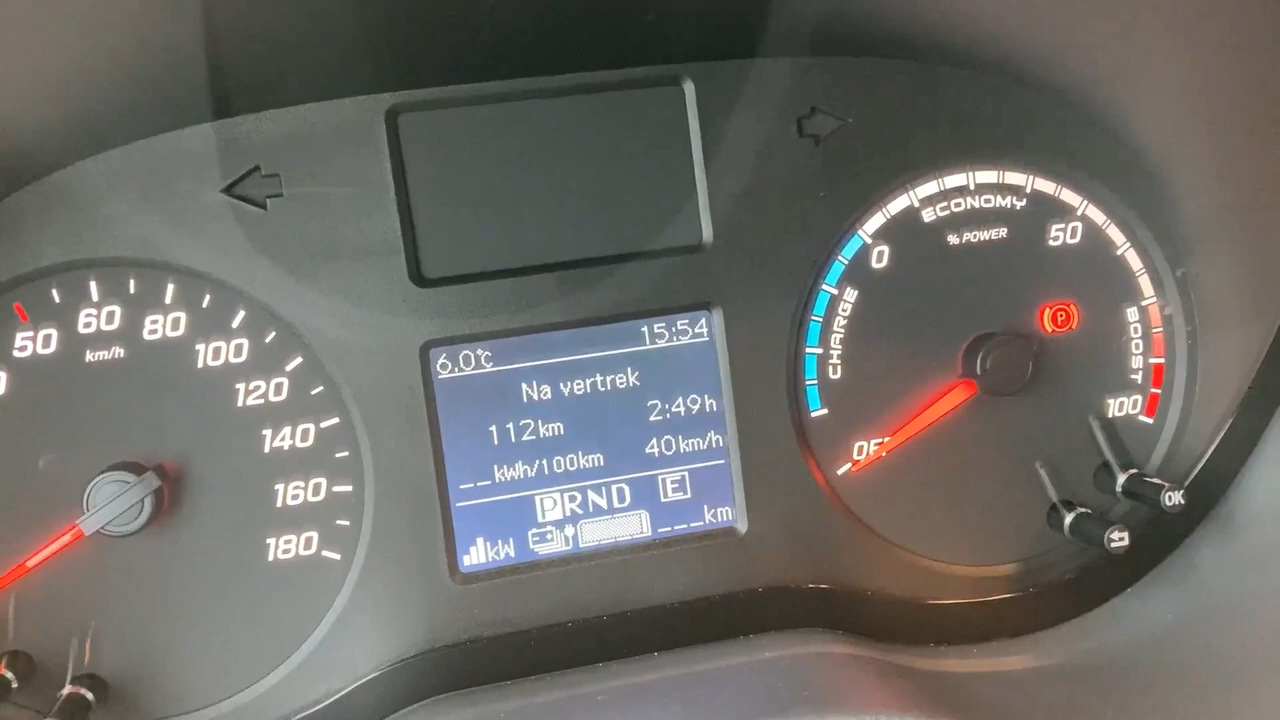 50
60
80
100
120
140
160
180
km/h
6.0°C 15:54
Na vertrek
112km 2:49h
__kWh/100km 40km/h
PRND E
kW ___km
ECONOMY
% POWER
0
50
100
CHARGE
BOOST
OFF
P
OK